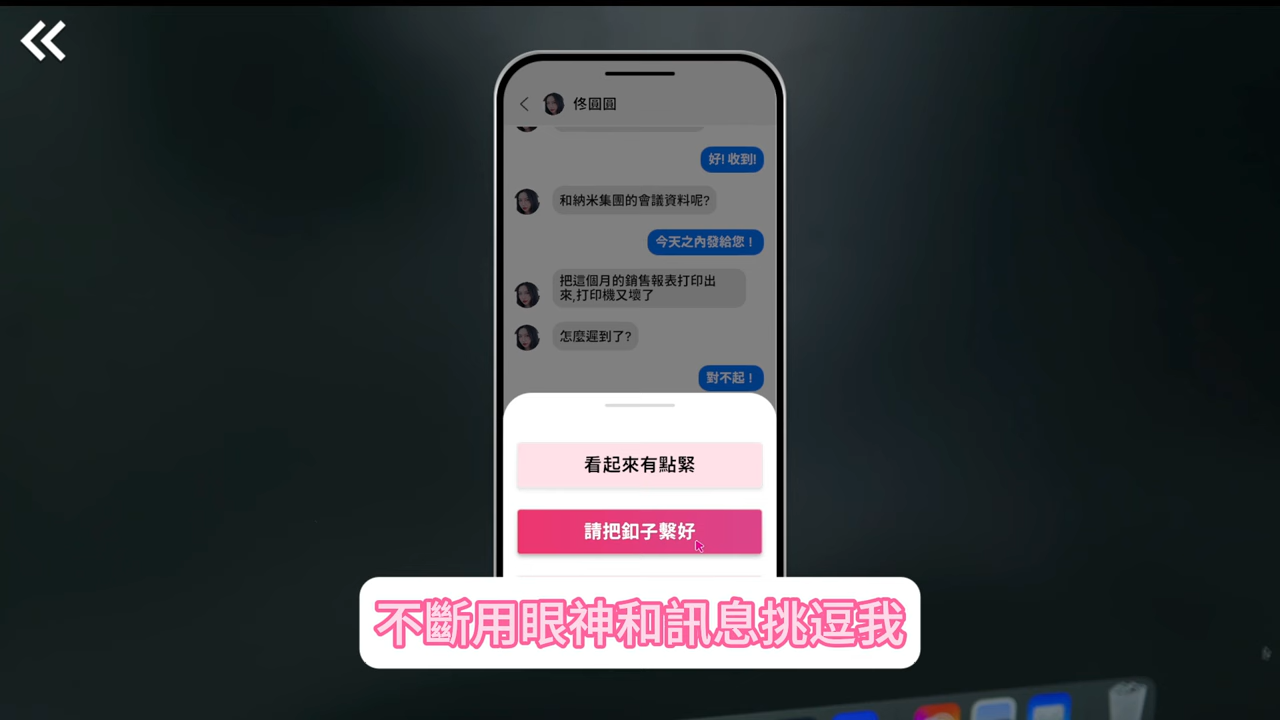 佟圓圓
好! 收到!
和納米集團的會議資料呢?
今天之內發給您！
把這個月的銷售報表打印出
來,打印機又壞了
怎麼遲到了?
對不起！
看起來有點緊
請把釦子繫好
不斷用眼神和訊息挑逗我